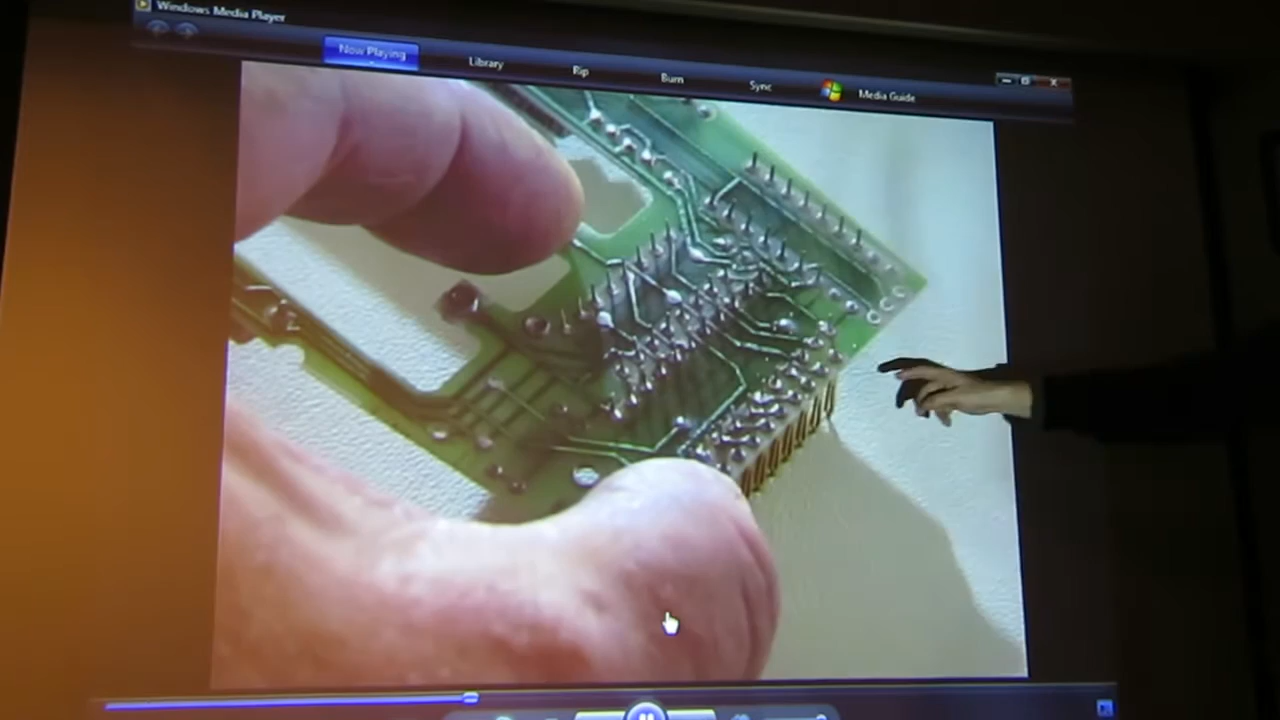 Windows Media Player
Now Playing
Library
Rip
Burn
Sync
Media Guide